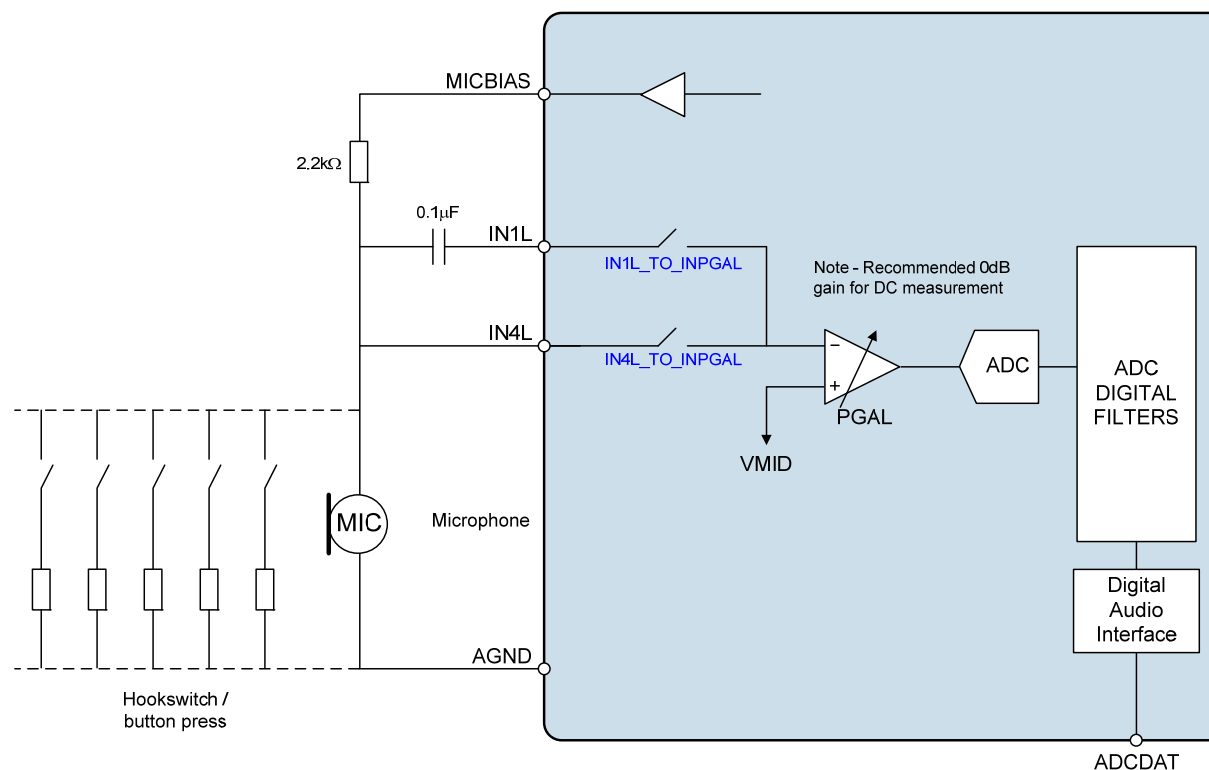 MICBIAS
2.2kΩ
0.1µF
IN1L
IN1L_TO_INPGAL
Note - Recommended 0dB
gain for DC measurement
IN4L
IN4L_TO_INPGAL
−
+
PGAL
VMID
ADC
ADC
DIGITAL
FILTERS
MIC
Microphone
Digital
Audio
Interface
AGND
Hookswitch /
button press
ADCDAT